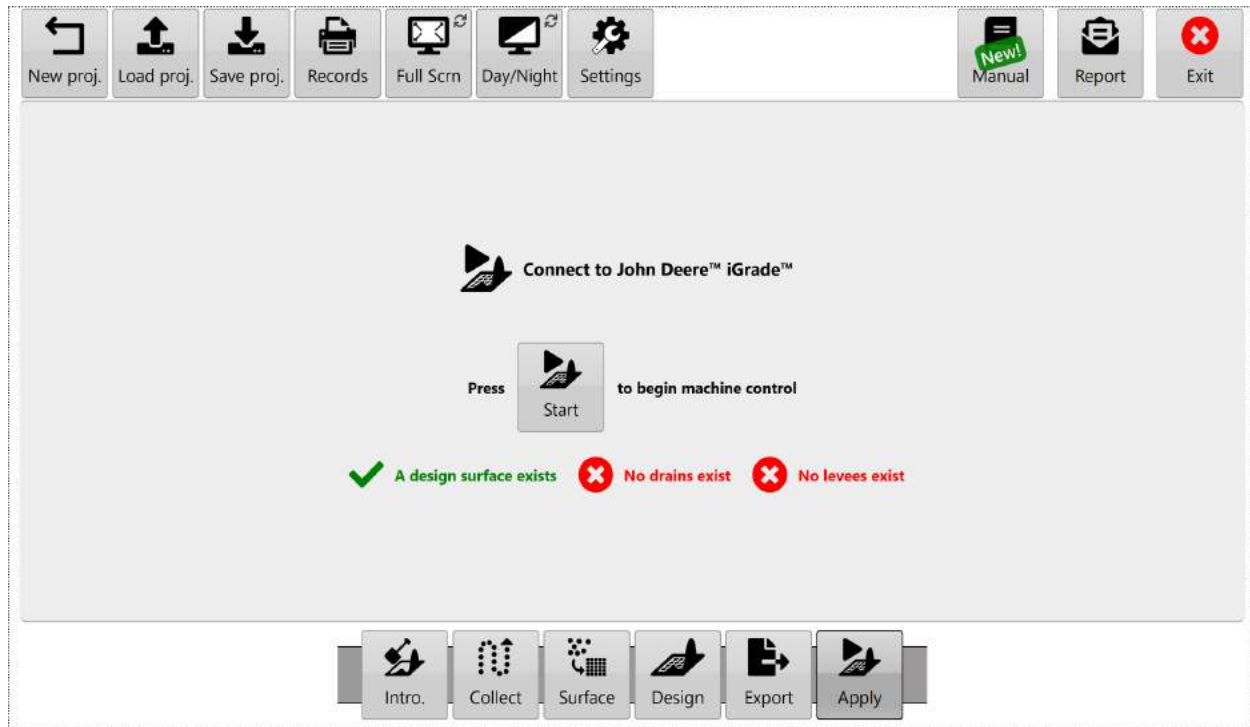 New proj.
Load proj.
Save proj.
Records
Full Scrn
Day/Night
Settings
New!
Manual
Report
Exit
Connect to John Deere™ iGrade™
Press
Start
to begin machine control
A design surface exists
No drains exist
No levees exist
Intro.
Collect
Surface
Design
Export
Apply